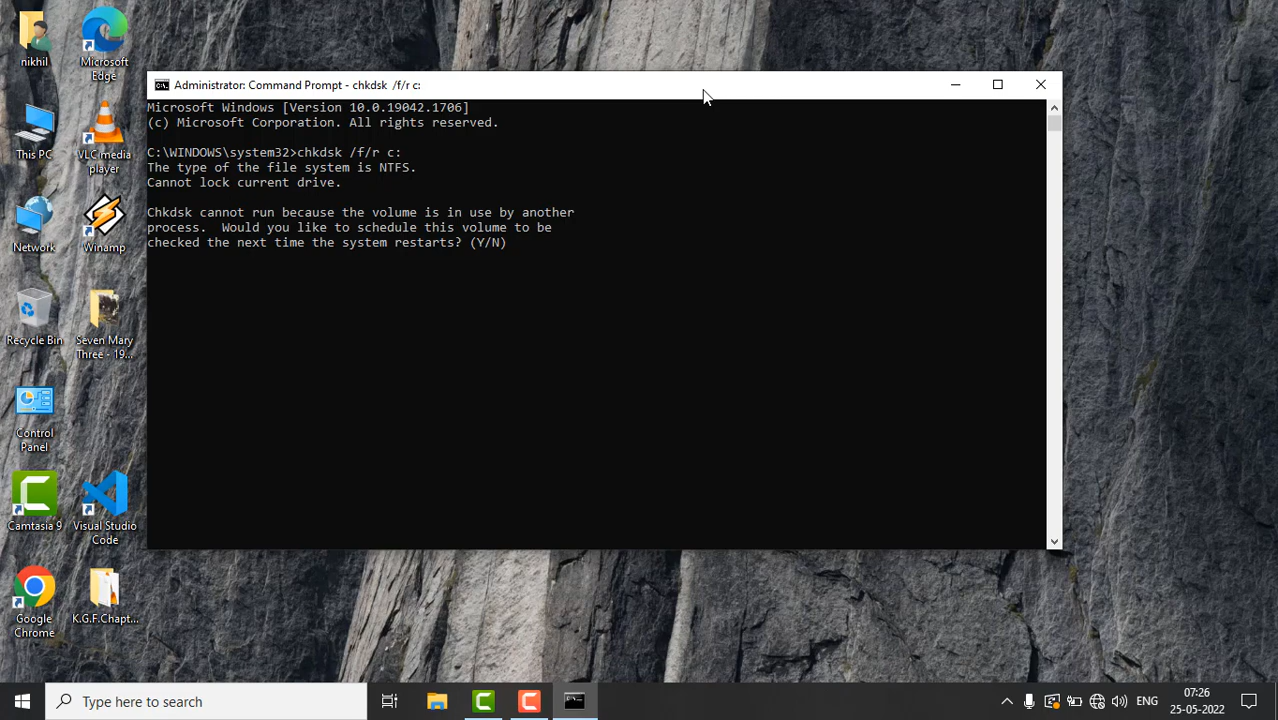 nikhil
Microsoft
Edge
This PC
VLC media
player
Network
Winamp
Recycle Bin
Seven Mary
Three - 19...
Control
Panel
Camtasia 9
Visual Studio
Code
Google
Chrome
K.G.F.Chapt...
Administrator: Command Prompt - chkdsk /f/r c:
Microsoft Windows [Version 10.0.19042.1706]
(c) Microsoft Corporation. All rights reserved.
C:\WINDOWS\system32>chkdsk /f/r c:
The type of the file system is NTFS.
Cannot lock current drive.
Chkdsk cannot run because the volume is in use by another
process.  Would you like to schedule this volume to be
checked the next time the system restarts? (Y/N)
Type here to search
ENG
07:26
25-05-2022